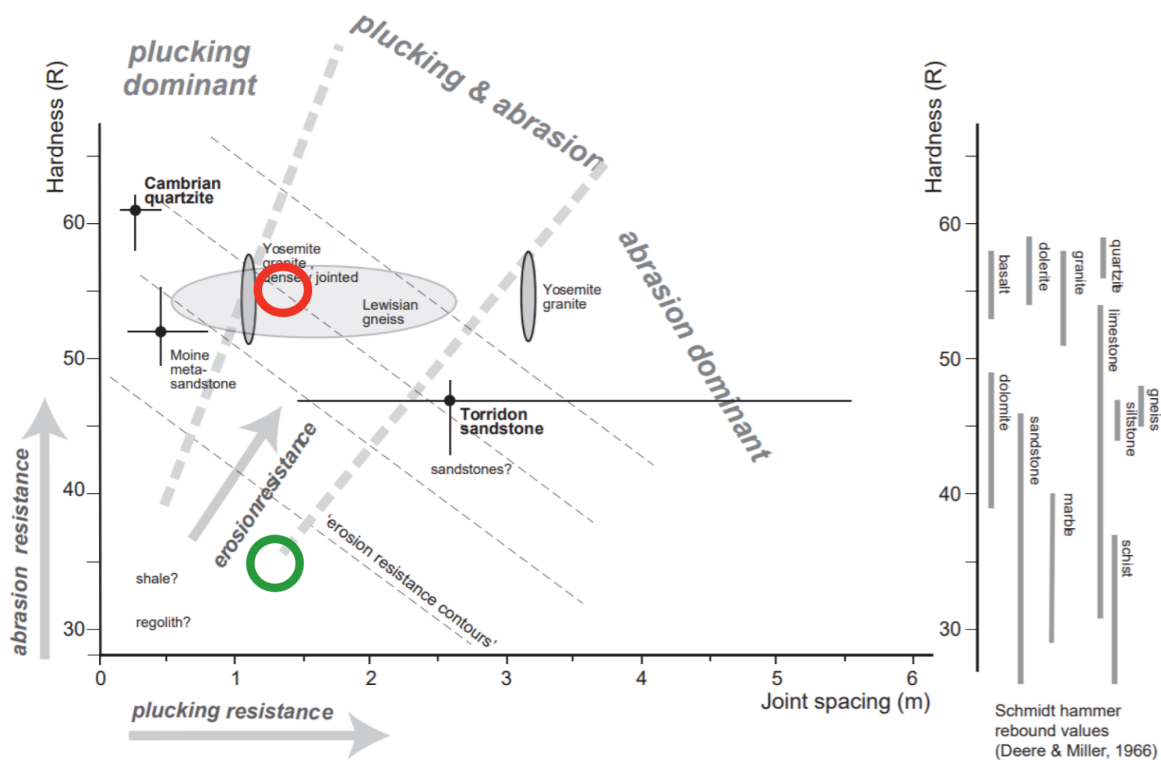 plucking
dominant
plucking & abrasion
abrasion dominant
Hardness (R)
60
50
40
30
Cambrian
quartzite
Yosemite
granite,
densely jointed
Lewisian
gneiss
Yosemite
granite
Moine
meta-
sandstone
Torridon
sandstone
sandstones?
erosion resistance
'erosion resistance contours'
shale?
regolith?
abrasion resistance
0
1
2
3
4
5
6
Joint spacing (m)
plucking resistance
Hardness (R)
60
50
40
30
basalt
dolerite
granite
quartzite
limestone
dolomite
sandstone
siltstone
gneiss
marble
schist
Schmidt hammer
rebound values
(Deere & Miller, 1966)